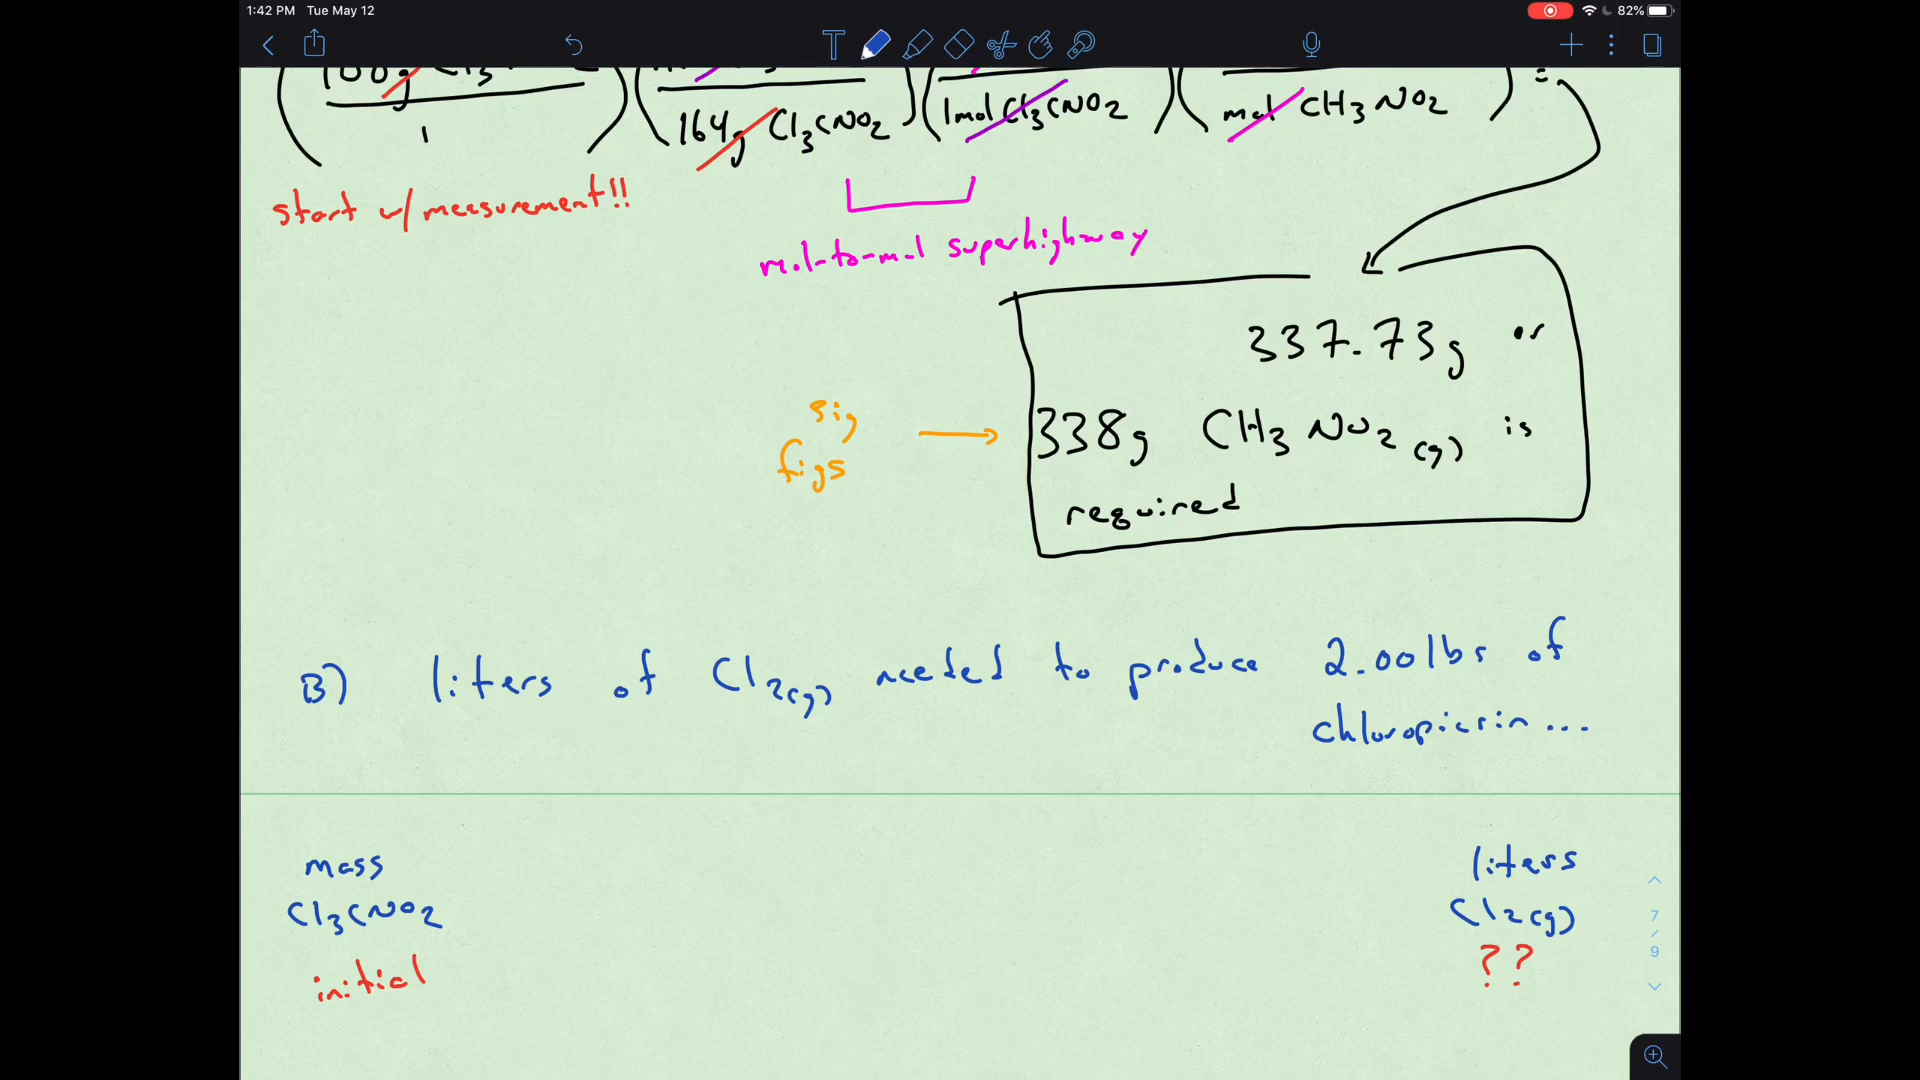 1:42 PM Tue May 12
82%
100g
1
164g Cl3CNO2
1mol Cl3CNO2
mol CH3NO2
=
start w/ measurement!!
mol-to-mol superhighway
337.73g or
sig
figs
338g CH3NO2(g) is
required
B) liters of Cl2(g) needed to produce 2.00lbs of
chloropicrin...
mass
Cl3CNO2
initial
liters
Cl2(g)
??
7
/
9